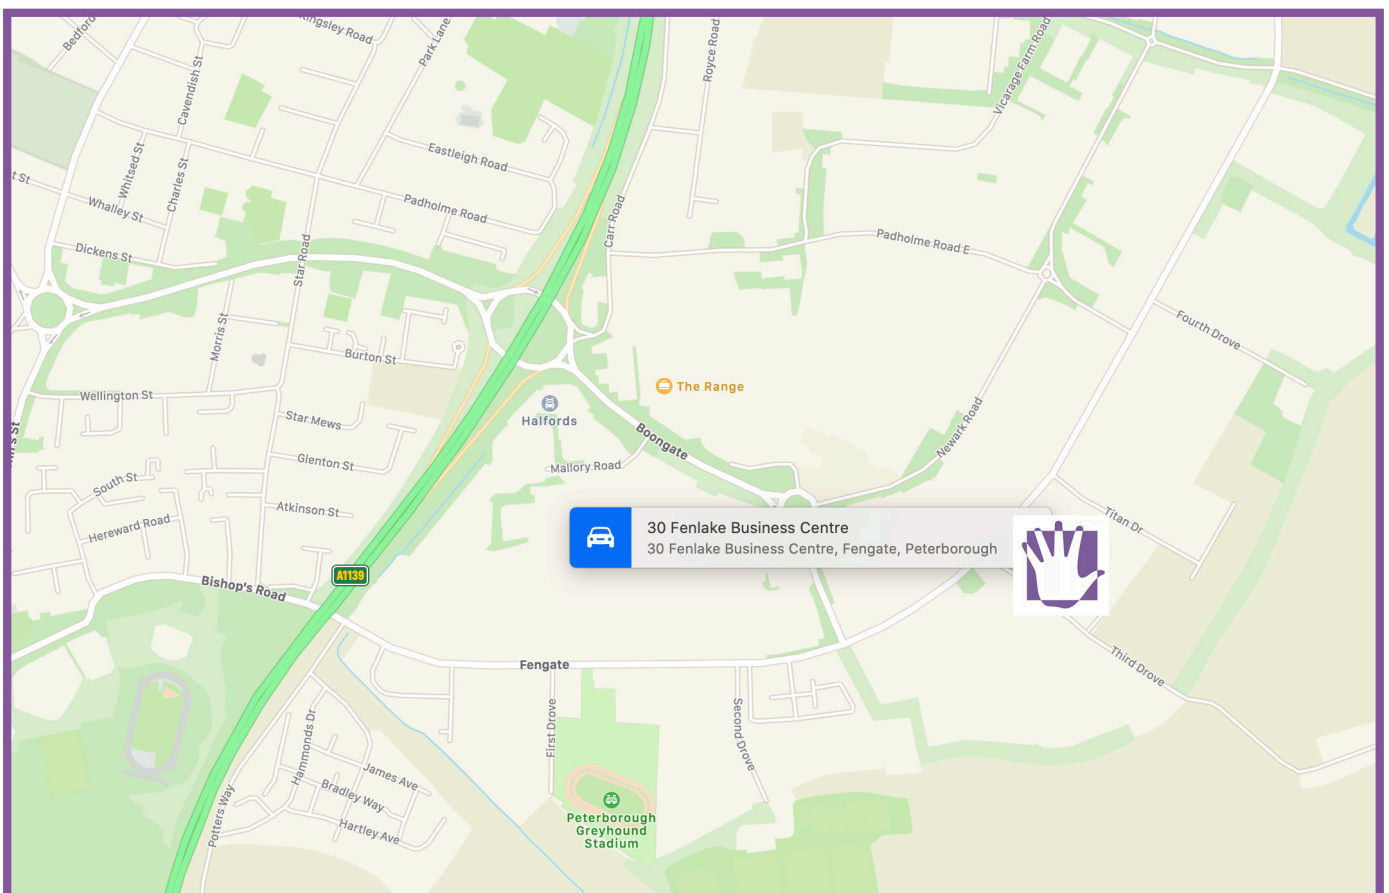 Bedford
Kingsley Road
Park Lane
Royce Road
Vicarage Farm Road
Cavendish St
Whitsed St
Charles St
Eastleigh Road
t St
Whalley St
Padholme Road
Carr Road
Dickens St
Star Road
Padholme Road E
Fourth Drove
Morris St
Burton St
The Range
Wellington St
Halfords
Star Mews
Boongate
Newark Road
Glenton St
Mallory Road
South St
Atkinson St
Hereward Road
Titan Dr
30 Fenlake Business Centre
30 Fenlake Business Centre, Fengate, Peterborough
A1139
Bishop's Road
Fengate
Third Drove
First Drove
Second Drove
Hammonds Dr
James Ave
Bradley Way
Potters Way
Hartley Ave
Peterborough
Greyhound
Stadium